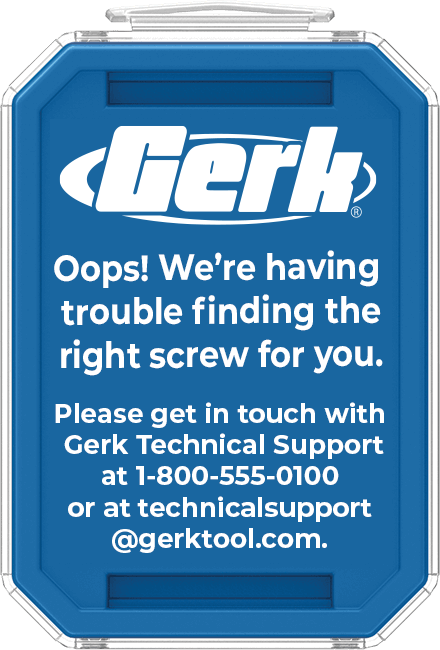 Gerk®
Oops! We're having
trouble finding the
right screw for you.
Please get in touch with
Gerk Technical Support
at 1-800-555-0100
or at technicalsupport
@gerktool.com.